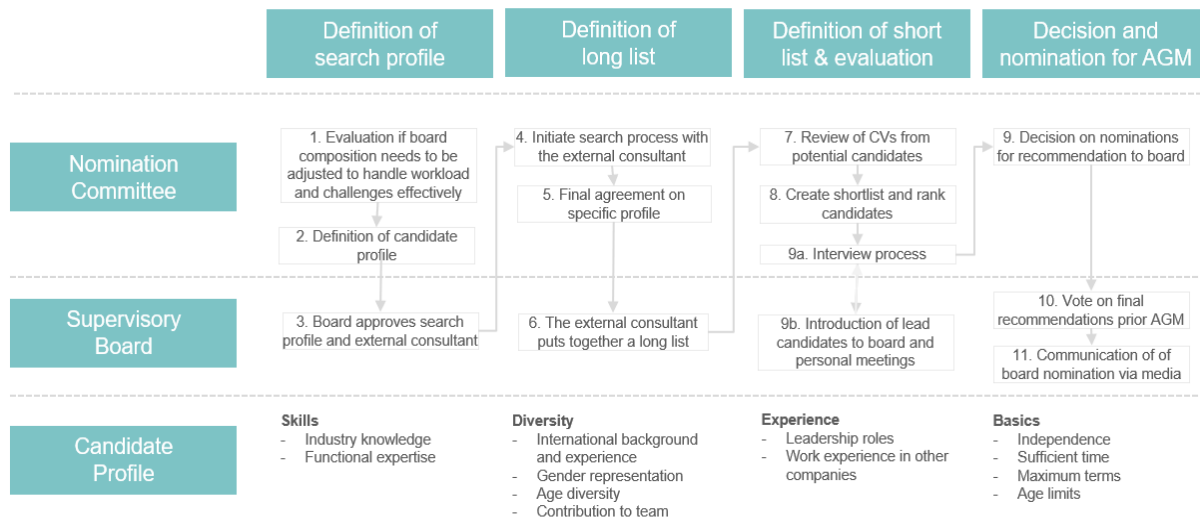 Definition of
search profile
Definition of
long list
Definition of short
list & evaluation
Decision and
nomination for AGM
Nomination
Committee
1. Evaluation if board
composition needs to be
adjusted to handle workload
and challenges effectively
2. Definition of candidate
profile
4. Initiate search process with
the external consultant
5. Final agreement on
specific profile
7. Review of CVs from
potential candidates
8. Create shortlist and rank
candidates
9a. Interview process
9. Decision on nominations
for recommendation to board
Supervisory
Board
3. Board approves search
profile and external consultant
6. The external consultant
puts together a long list
9b. Introduction of lead
candidates to board and
personal meetings
10. Vote on final
recommendations prior AGM
11. Communication of of
board nomination via media
Candidate
Profile
Skills
- Industry knowledge
- Functional expertise
Diversity
- International background
and experience
- Gender representation
- Age diversity
- Contribution to team
Experience
- Leadership roles
- Work experience in other
companies
Basics
- Independence
- Sufficient time
- Maximum terms
- Age limits